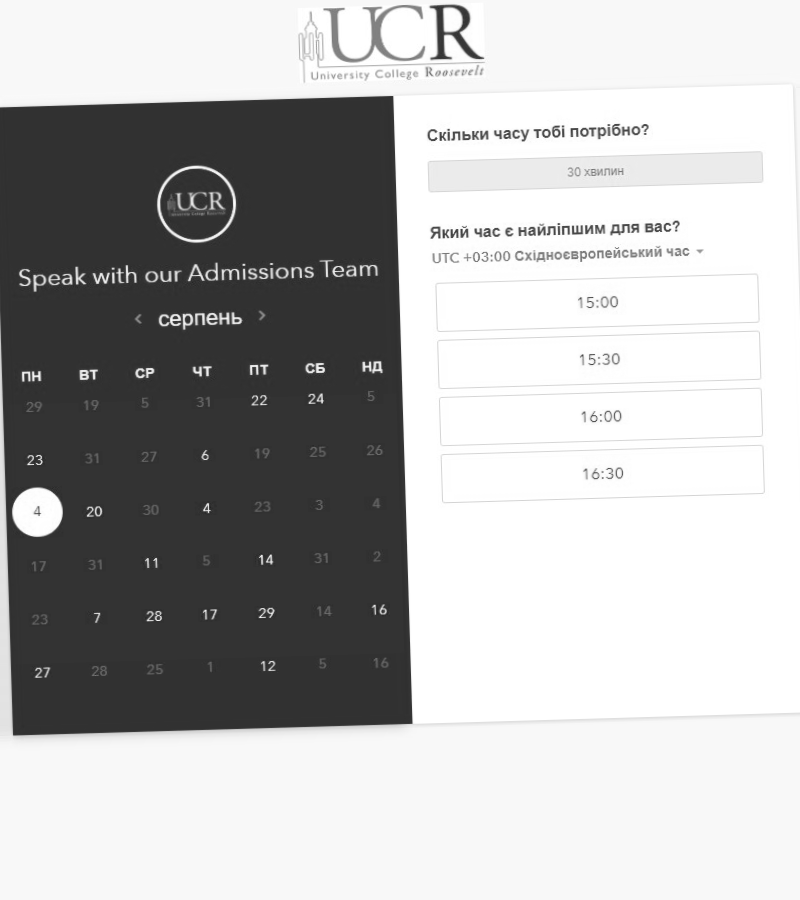 UCR
University College Roosevelt
UCR
University College Roosevelt
Speak with our Admissions Team
серпень
ПН ВТ СР ЧТ ПТ СБ НД
29 19 5 31 22 24 5
23 31 27 6 19 25 26
4 20 30 4 23 3 4
17 31 11 5 14 31 2
23 7 28 17 29 14 16
27 28 25 1 12 5 16
Скільки часу тобі потрібно?
30 хвилин
Який час є найліпшим для вас?
UTC +03:00 Східноєвропейський час
15:00
15:30
16:00
16:30